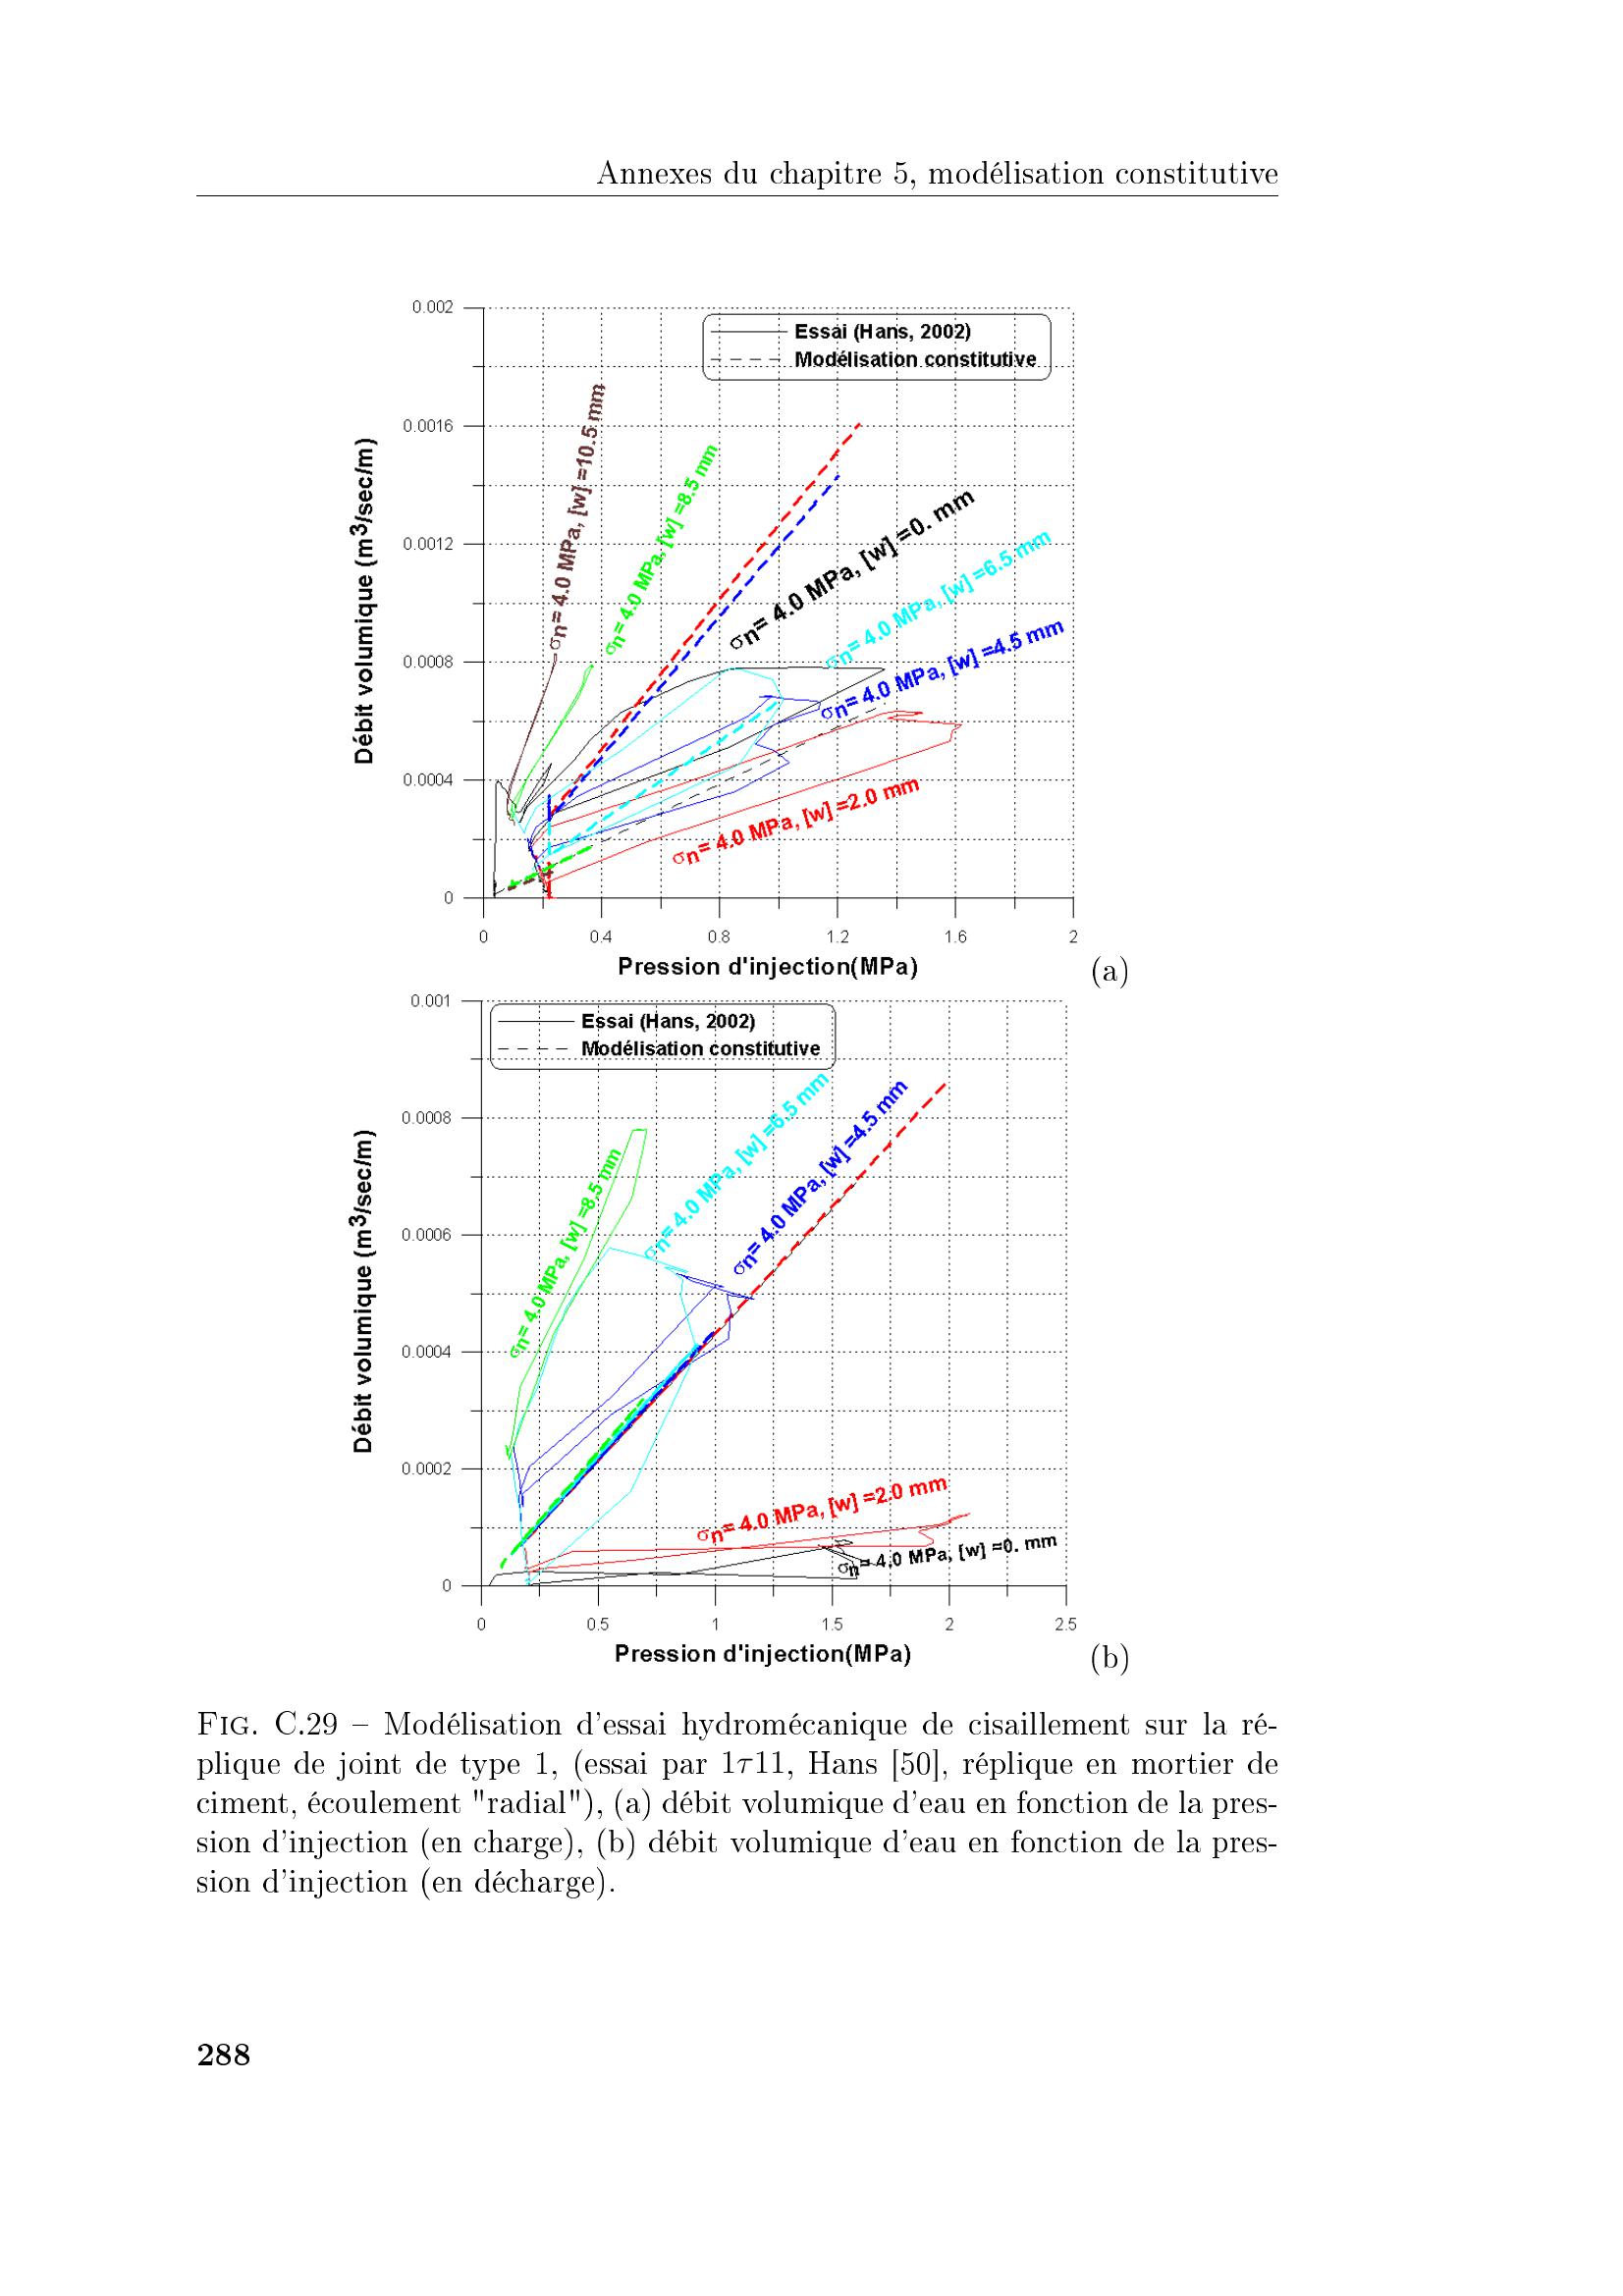 Annexes du chapitre 5, modélisation constitutive
0.002
0.0016
0.0012
0.0008
0.0004
0
Débit volumique (m3/sec/m)
Essai (Hans, 2002)
Modélisation constitutive
σn= 4.0 MPa, [w] =10.5 mm
σn= 4.0 MPa, [w] =8.5 mm
σn= 4.0 MPa, [w] =0. mm
σn= 4.0 MPa, [w] =6.5 mm
σn= 4.0 MPa, [w] =4.5 mm
σn= 4.0 MPa, [w] =2.0 mm
0 0.4 0.8 1.2 1.6 2
Pression d'injection(MPa)
(a)
0.001
0.0008
0.0006
0.0004
0.0002
0
Débit volumique (m3/sec/m)
Essai (Hans, 2002)
Modélisation constitutive
σn= 4.0 MPa, [w] =8.5 mm
σn= 4.0 MPa, [w] =6.5 mm
σn= 4.0 MPa, [w] =4.5 mm
σn= 4.0 MPa, [w] =2.0 mm
σn= 4.0 MPa, [w] =0. mm
0 0.5 1 1.5 2 2.5
Pression d'injection(MPa)
(b)
FIG. C.29 – Modélisation d'essai hydromécanique de cisaillement sur la ré-
plique de joint de type 1, (essai par 1τ11, Hans [50], réplique en mortier de
ciment, écoulement "radial"), (a) débit volumique d'eau en fonction de la pres-
sion d'injection (en charge), (b) débit volumique d'eau en fonction de la pres-
sion d'injection (en décharge).
288